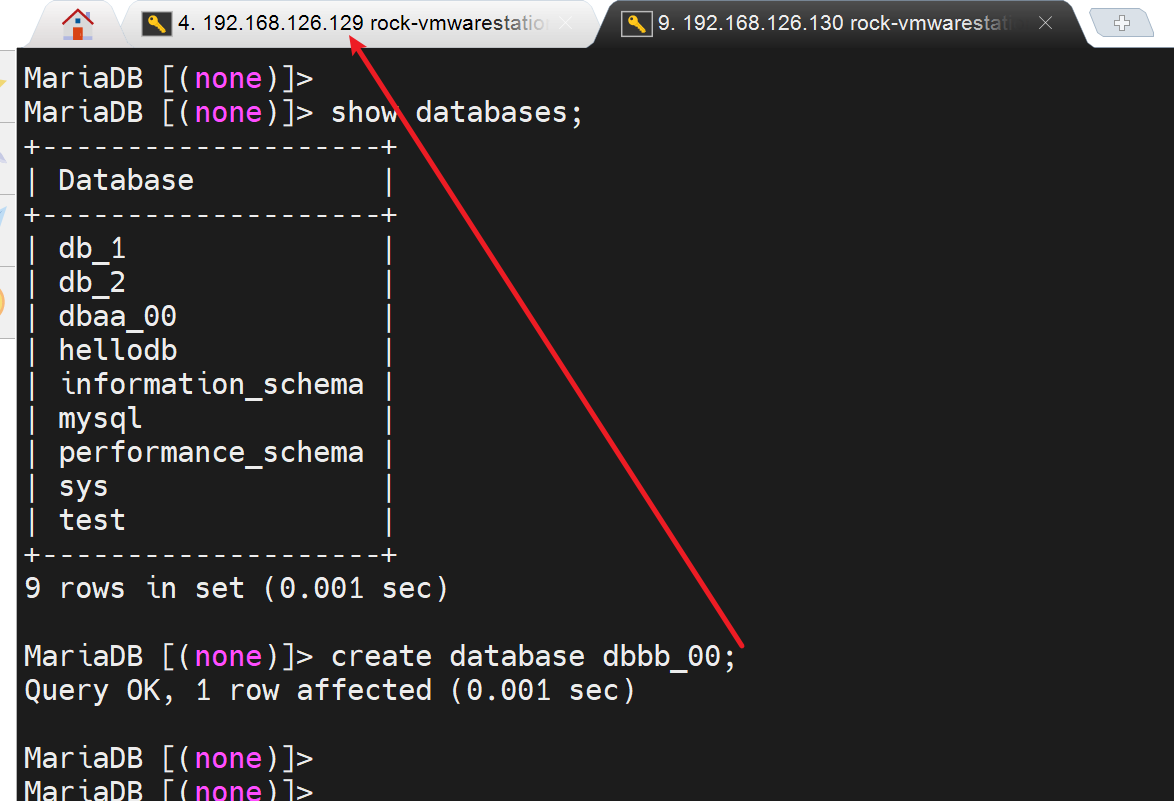 4. 192.168.126.129 rock-vmwarestation
9. 192.168.126.130 rock-vmwarestati
MariaDB [(none)]>
MariaDB [(none)]> show databases;
+--------------------+
| Database           |
+--------------------+
| db_1               |
| db_2               |
| dbaa_00            |
| hellodb            |
| information_schema |
| mysql              |
| performance_schema |
| sys                |
| test               |
+--------------------+
9 rows in set (0.001 sec)
MariaDB [(none)]> create database dbbb_00;
Query OK, 1 row affected (0.001 sec)
MariaDB [(none)]>
MariaDB [(none)]>